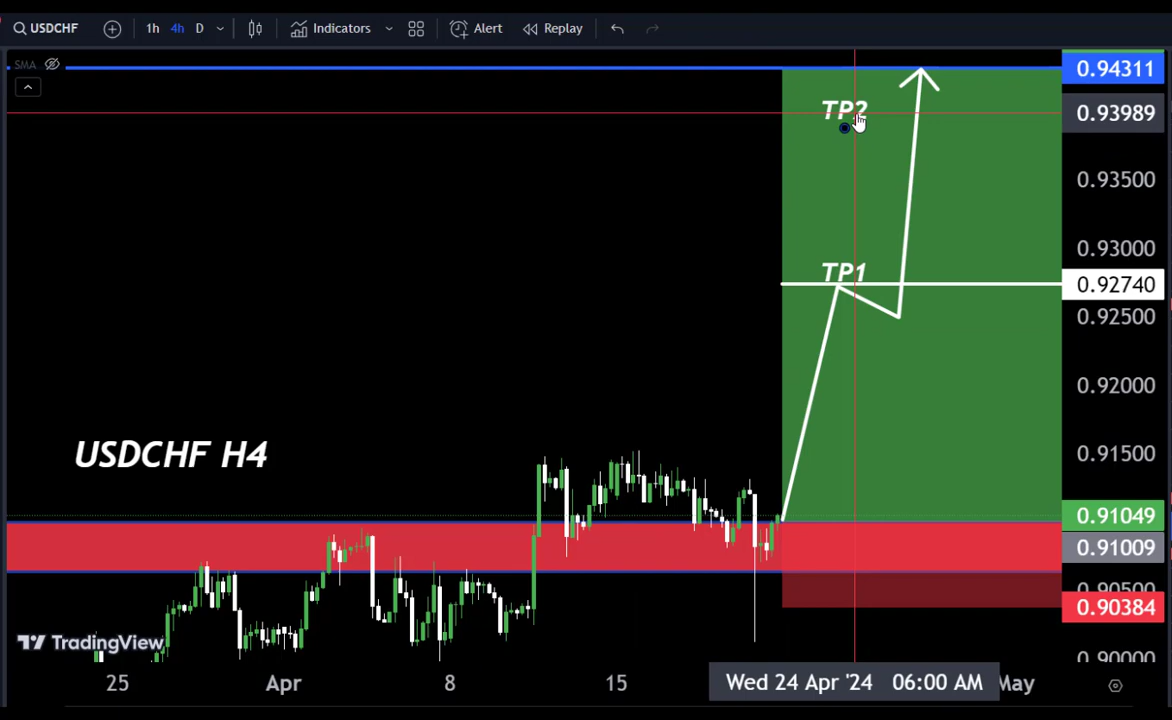 USDCHF 1h 4h D Indicators Alert Replay
SMA
0.94311
TP2
0.93989
0.93500
0.93000
TP1
0.92740
0.92500
0.92000
USDCHF H4
0.91500
0.91049
0.91009
0.90500
0.90384
TradingView
0.90000
25 Apr 8 15 Wed 24 Apr '24 06:00 AM May